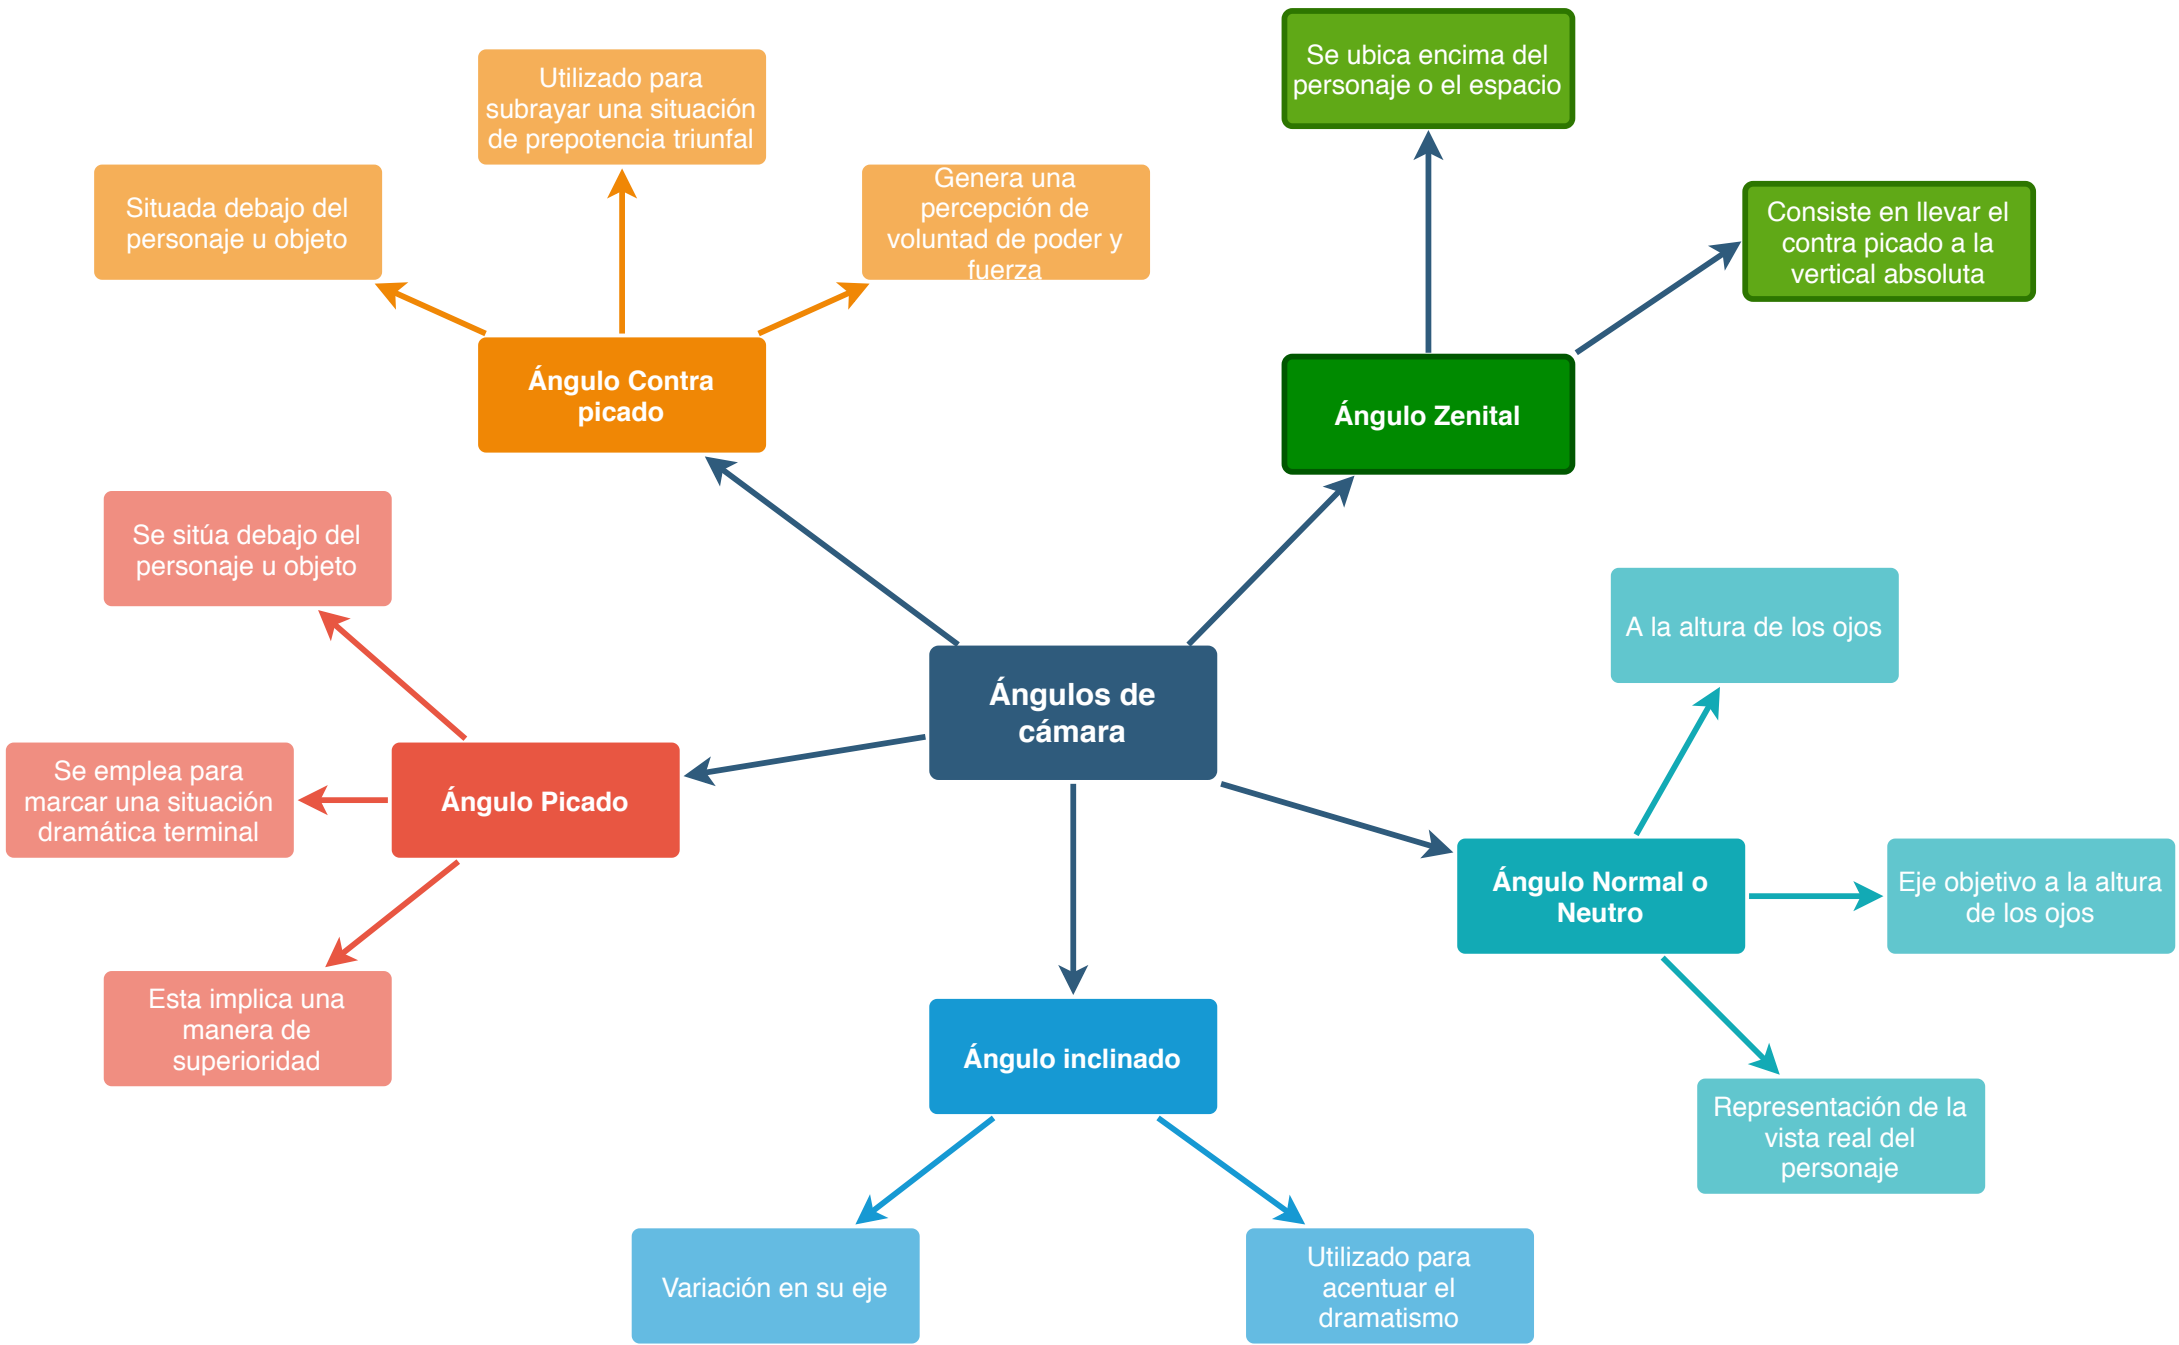 Se ubica encima del
personaje o el espacio
Utilizado para
subrayar una situación
de prepotencia triunfal
Situada debajo del
personaje u objeto
Genera una
percepción de
voluntad de poder y
fuerza
Consiste en llevar el
contra picado a la
vertical absoluta
Ángulo Contra
picado
Ángulo Zenital
Se sitúa debajo del
personaje u objeto
A la altura de los ojos
Ángulos de
cámara
Se emplea para
marcar una situación
dramática terminal
Ángulo Picado
Ángulo Normal o
Neutro
Eje objetivo a la altura
de los ojos
Esta implica una
manera de
superioridad
Ángulo inclinado
Representación de la
vista real del
personaje
Variación en su eje
Utilizado para
acentuar el
dramatismo